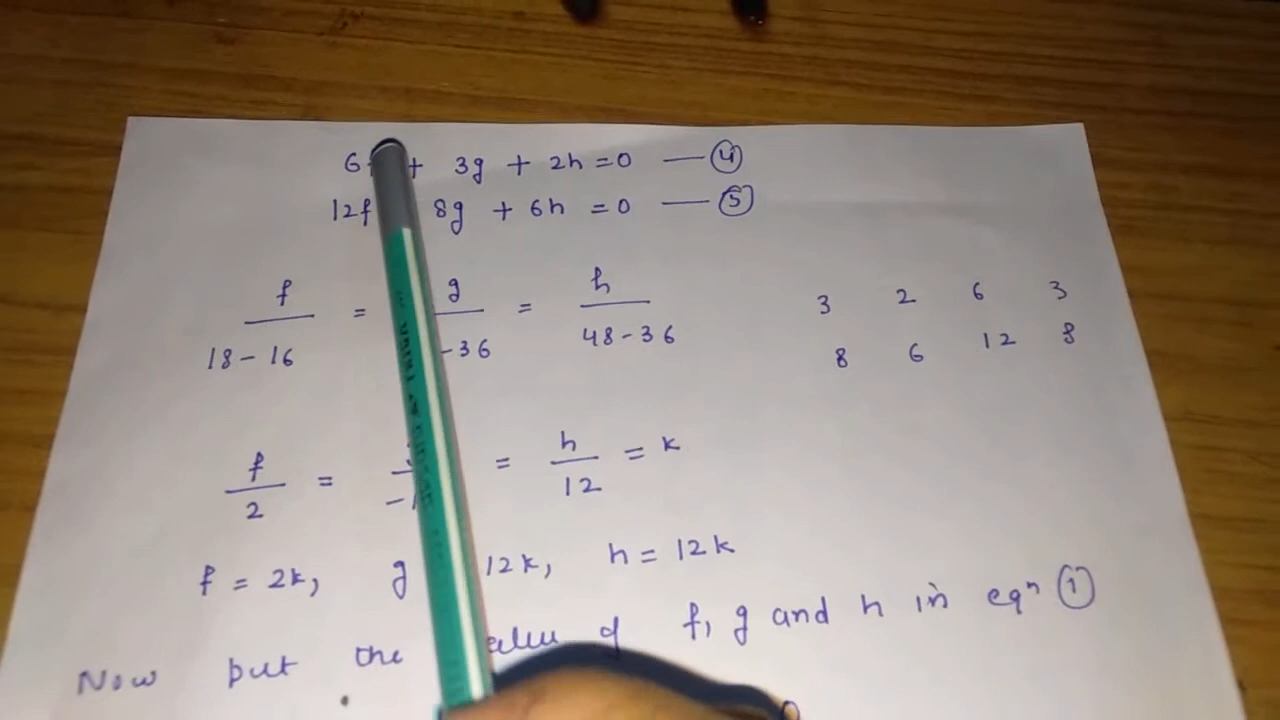 6 + 3g + 2h = 0 — ④
12f 8g + 6h = 0 — ⑤
f = g = h
18 - 16 -36 48 - 36
3 2 6 3
8 6 12 8
f = = h = k
2 12
f = 2k, g 12k, h = 12k
Now put the of f, g and h in eqn ①